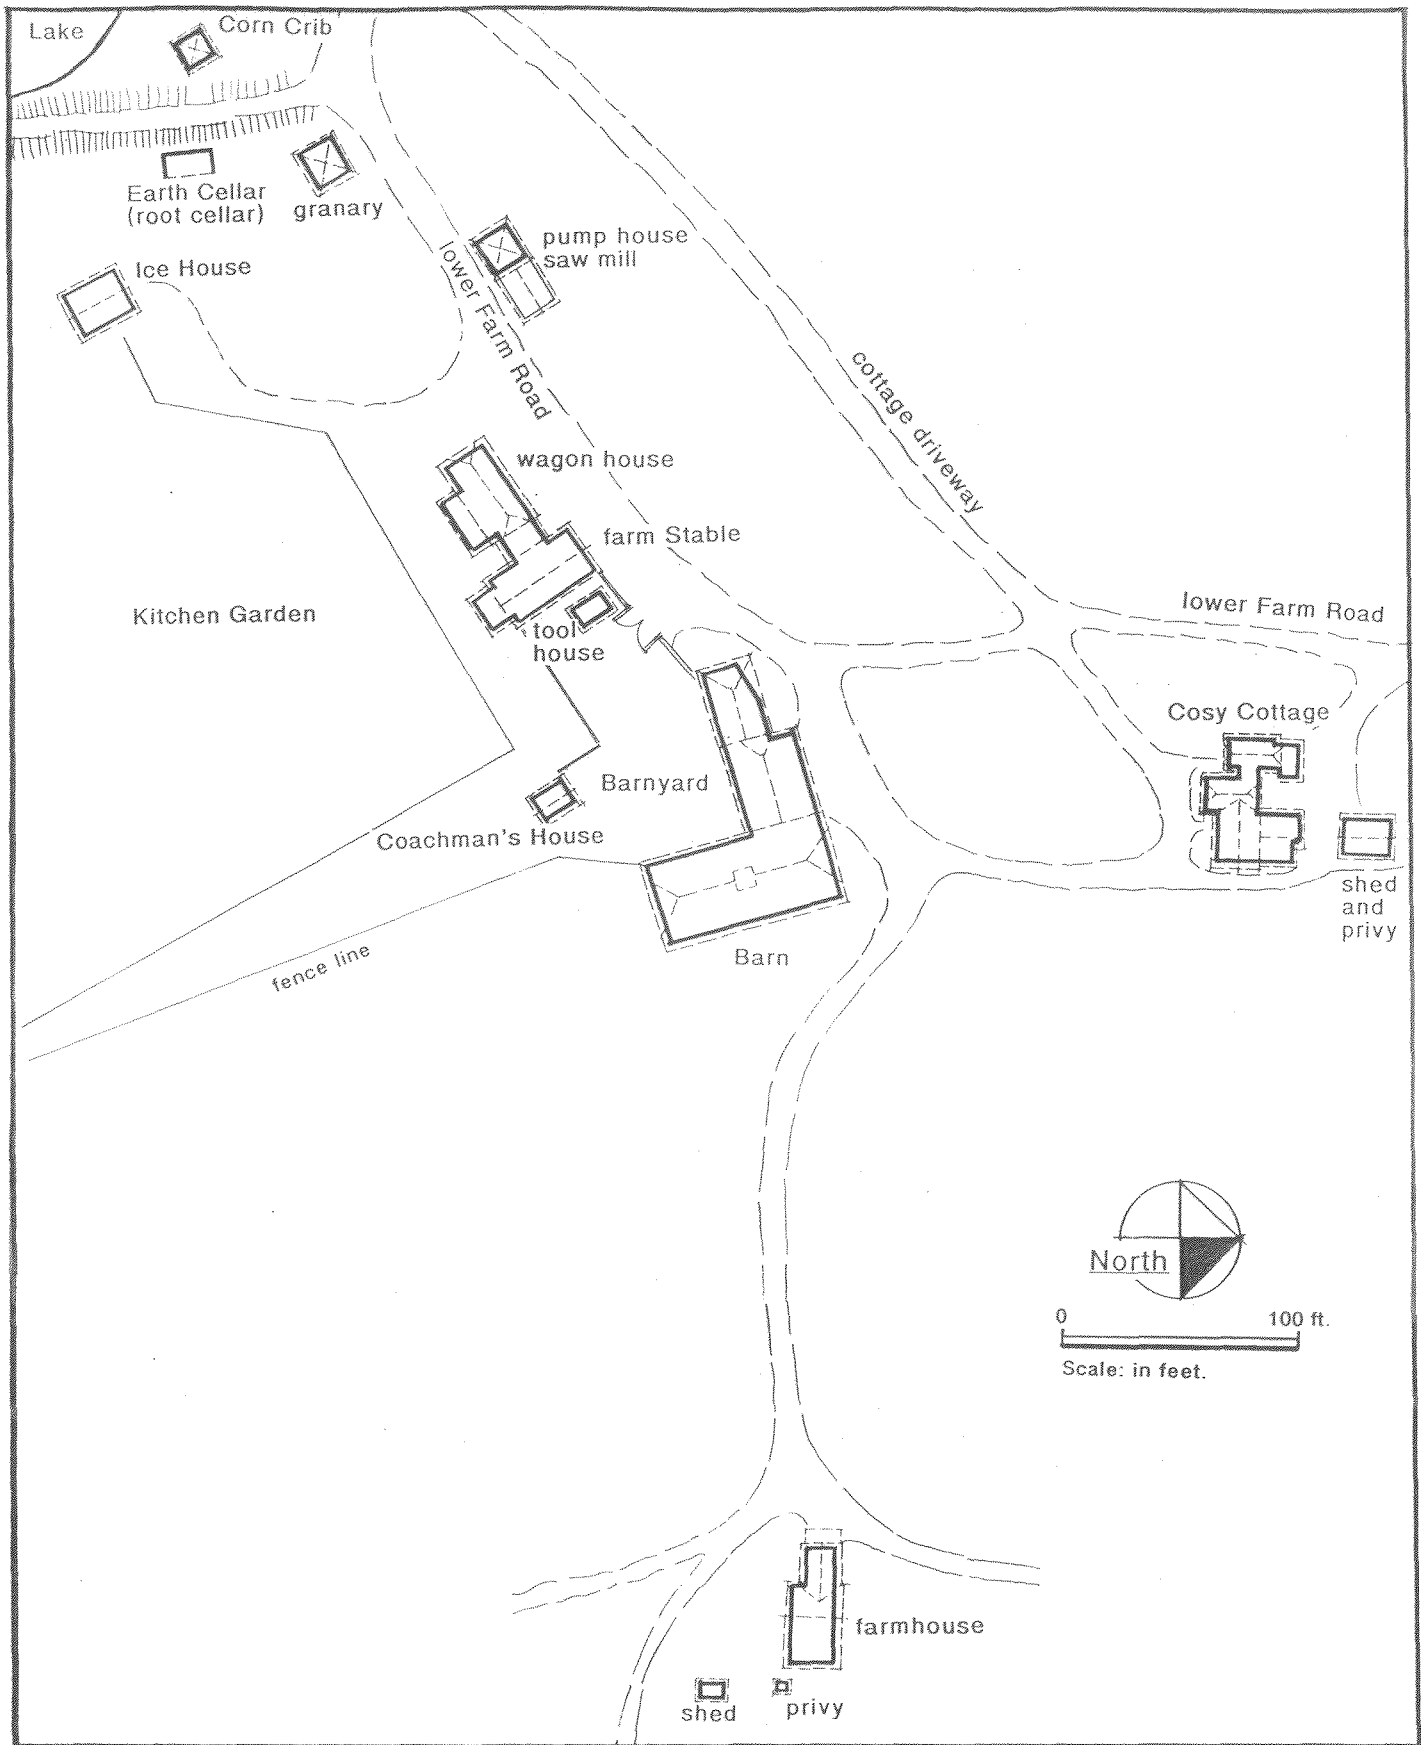 Lake
Corn Crib
Earth Cellar
(root cellar)
granary
Ice House
pump house
saw mill
lower Farm Road
cottage driveway
wagon house
farm Stable
Kitchen Garden
tool
house
lower Farm Road
Cosy Cottage
Barnyard
Coachman's House
shed
and
privy
fence line
Barn
North
0 100 ft.
Scale: in feet.
farmhouse
shed
privy